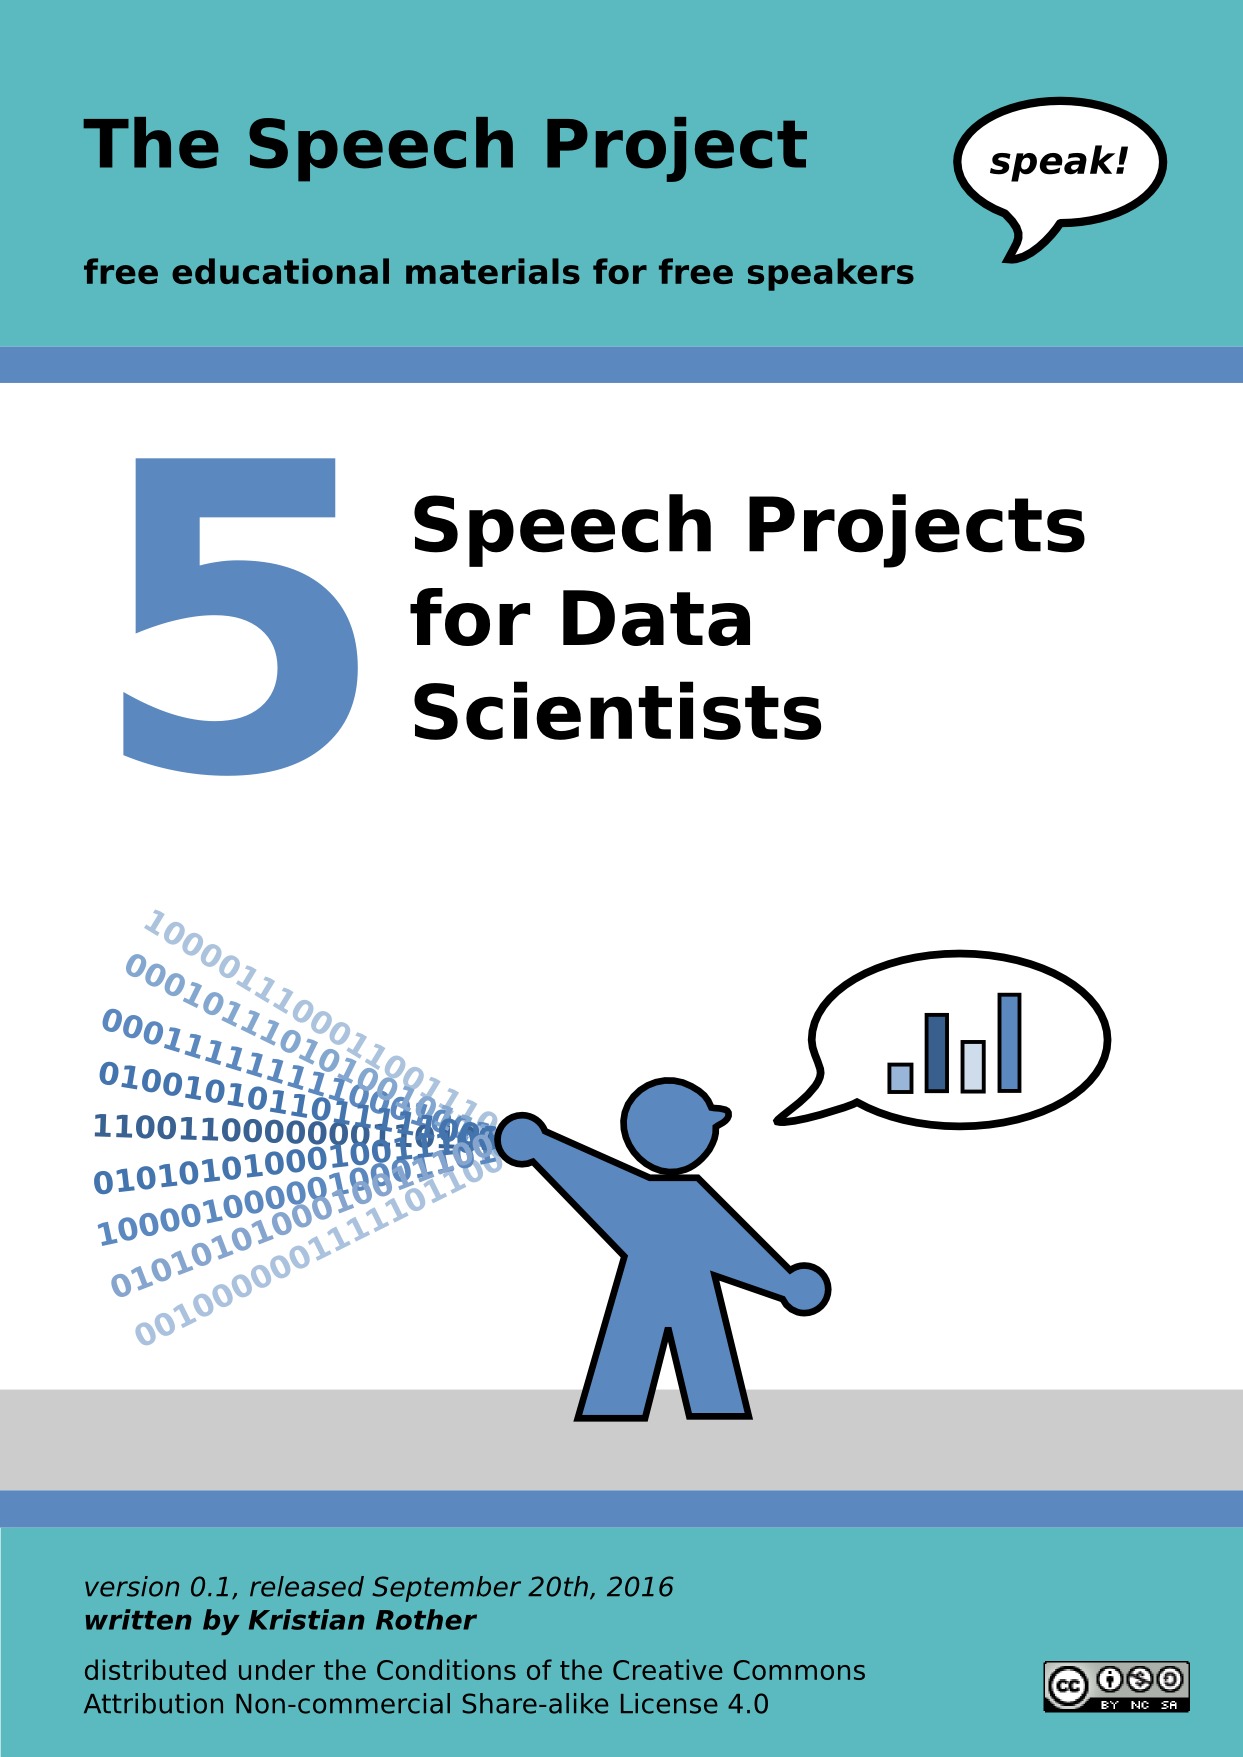 The Speech Project
speak!
free educational materials for free speakers
5
Speech Projects
for Data
Scientists
version 0.1, released September 20th, 2016
written by Kristian Rother
distributed under the Conditions of the Creative Commons
Attribution Non-commercial Share-alike License 4.0
cc
BY NC SA